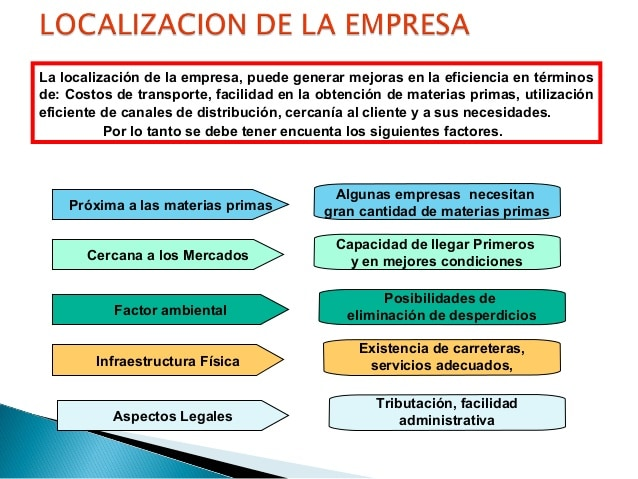 LOCALIZACION DE LA EMPRESA
La localización de la empresa, puede generar mejoras en la eficiencia en términos
de: Costos de transporte, facilidad en la obtención de materias primas, utilización
eficiente de canales de distribución, cercanía al cliente y a sus necesidades.
Por lo tanto se debe tener encuenta los siguientes factores.
Próxima a las materias primas
Algunas empresas necesitan
gran cantidad de materias primas
Cercana a los Mercados
Capacidad de llegar Primeros
y en mejores condiciones
Factor ambiental
Posibilidades de
eliminación de desperdicios
Infraestructura Física
Existencia de carreteras,
servicios adecuados,
Aspectos Legales
Tributación, facilidad
administrativa